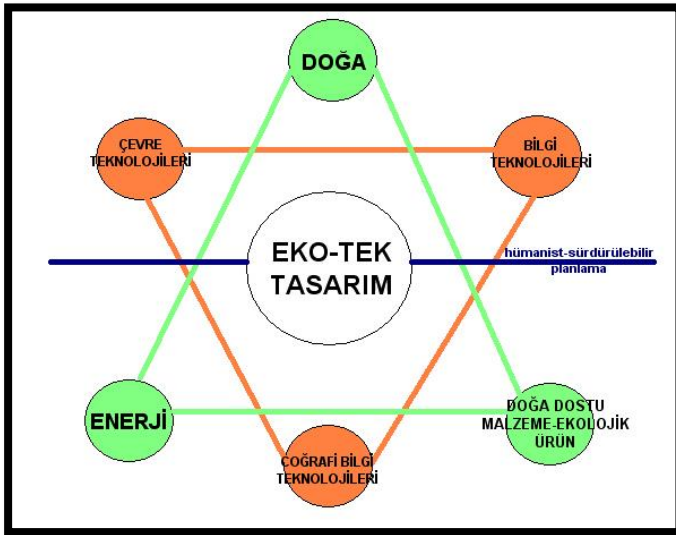 DOĞA
ÇEVRE
TEKNOLOJİLERİ
BİLGİ
TEKNOLOJİLERİ
EKO-TEK
TASARIM
hümanist-sürdürülebilir
planlama
ENERJİ
DOĞA DOSTU
MALZEME-EKOLOJİK
ÜRÜN
COĞRAFİ BİLGİ
TEKNOLOJİLERİ